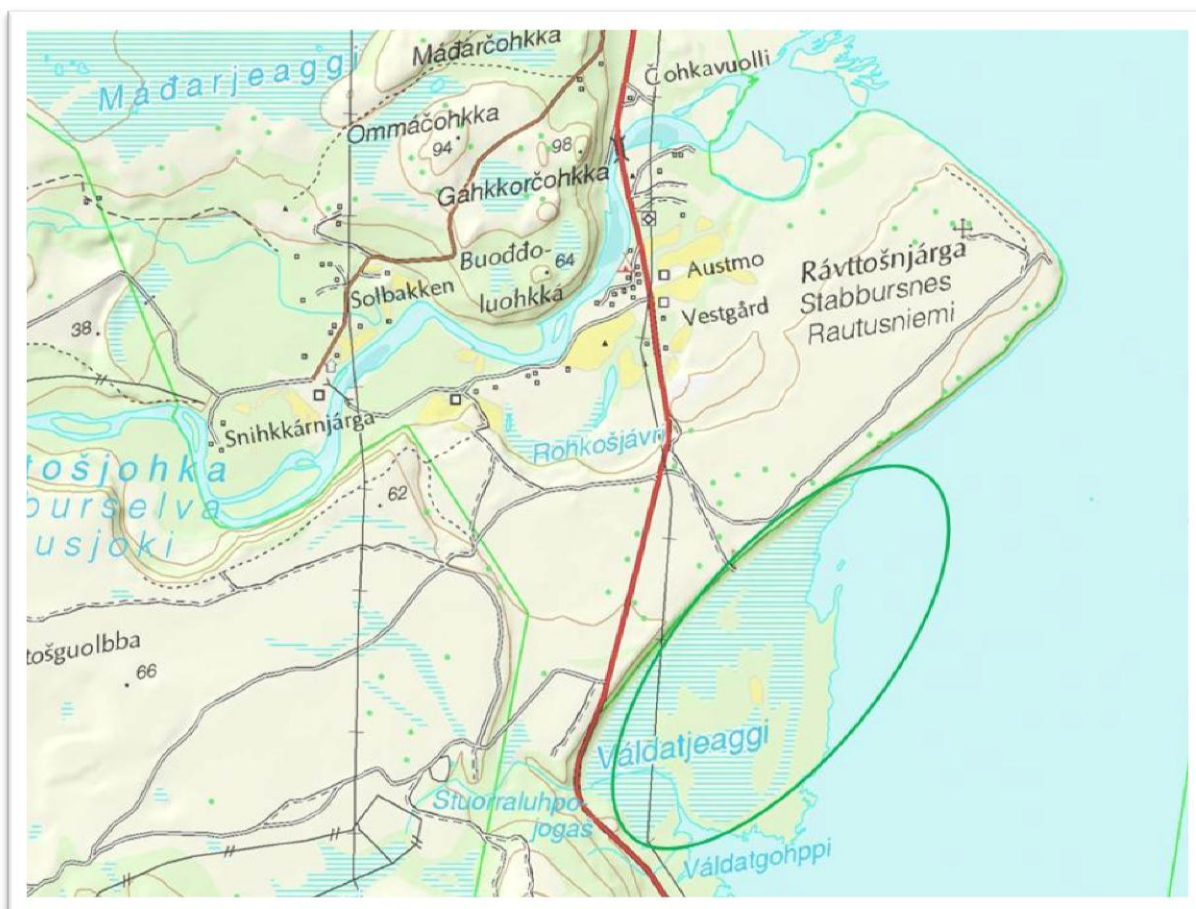 Máđarčohkka
Čohkavuolli
Máđarjeaggi
Ommáčohkka
94
98
Gahkkorčohkka
Buođđo-
luohkká
64
Solbakken
Austmo
Vestgård
Rávttošnjárga
Stabbursnes
Rautusniemi
38
Snihkkárnjárga
Rohkošjávri
tošjohka
burselva
usjoki
62
tošguolbba
66
Váldatjeaggi
Stuorraluhpo-
jogaš
Váldatgohppi